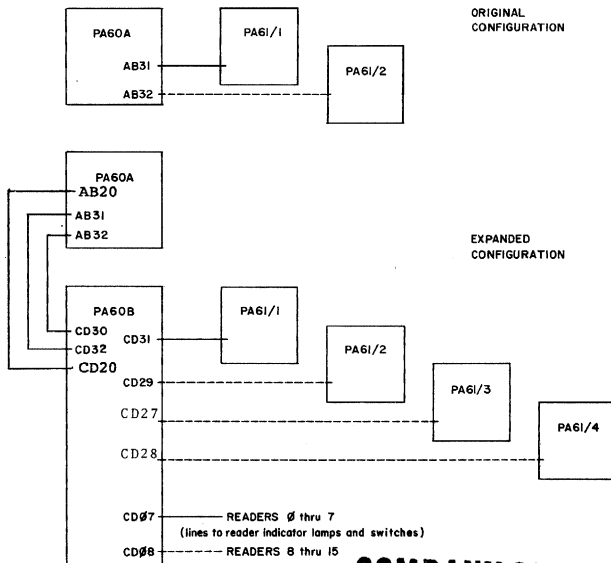 ORIGINAL
CONFIGURATION
PA60A
PA61/1
AB31
PA61/2
AB32
PA60A
AB20
AB31
AB32
EXPANDED
CONFIGURATION
PA60B
PA61/1
CD30
CD31
PA61/2
CD32
CD20
CD29
PA61/3
CD27
PA61/4
CD28
CDØ7 READERS Ø thru 7
(lines to reader indicator lamps and switches)
CDØ8 READERS 8 thru 15